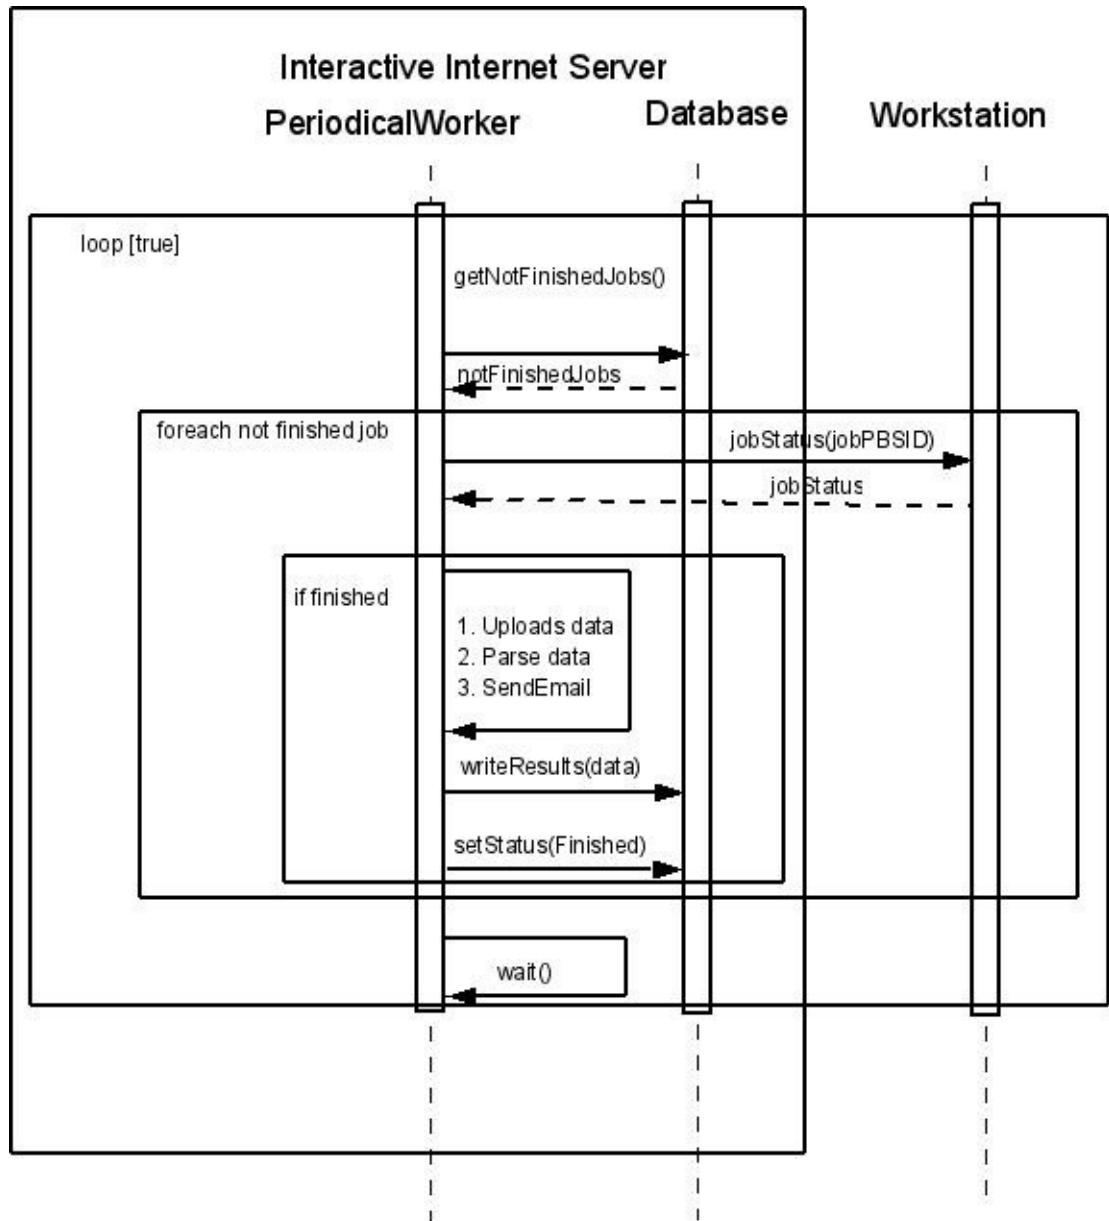 Interactive Internet Server
PeriodicalWorker
Database
Workstation
loop [true]
getNotFinishedJobs()
notFinishedJobs
foreach not finished job
jobStatus(jobPBSID)
jobStatus
if finished
1. Uploads data
2. Parse data
3. SendEmail
writeResults(data)
setStatus(Finished)
wait()